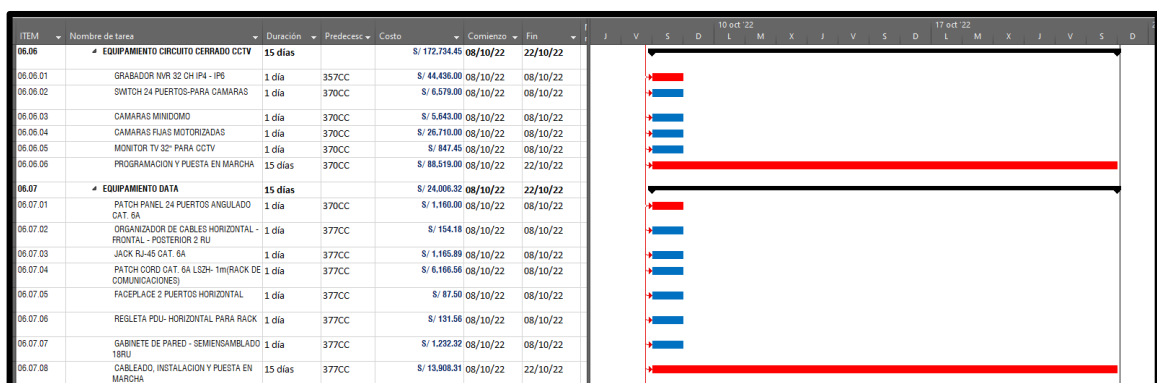 10 oct '22 17 oct '22
ITEM Nombre de tarea Duración Predecesc Costo Comienzo Fin J V S D L M X J V S D L M X J V S D
06.06 EQUIPAMIENTO CIRCUITO CERRADO CCTV 15 días S/ 172,734.45 08/10/22 22/10/22
06.06.01 GRABADOR NVR 32 CH IP4 - IP6 1 día 357CC S/ 44,436.00 08/10/22 08/10/22
06.06.02 SWITCH 24 PUERTOS-PARA CAMARAS 1 día 370CC S/ 6,579.00 08/10/22 08/10/22
06.06.03 CAMARAS MINIDOMO 1 día 370CC S/ 5,643.00 08/10/22 08/10/22
06.06.04 CAMARAS FIJAS MOTORIZADAS 1 día 370CC S/ 26,710.00 08/10/22 08/10/22
06.06.05 MONITOR TV 32" PARA CCTV 1 día 370CC S/ 847.45 08/10/22 08/10/22
06.06.06 PROGRAMACION Y PUESTA EN MARCHA 15 días 370CC S/ 88,519.00 08/10/22 22/10/22
06.07 EQUIPAMIENTO DATA 15 días S/ 24,006.32 08/10/22 22/10/22
06.07.01 PATCH PANEL 24 PUERTOS ANGULADO 1 día 370CC S/ 1,160.00 08/10/22 08/10/22
CAT. 6A
06.07.02 ORGANIZADOR DE CABLES HORIZONTAL - 1 día 377CC S/ 154.18 08/10/22 08/10/22
FRONTAL - POSTERIOR 2 RU
06.07.03 JACK RJ-45 CAT. 6A 1 día 377CC S/ 1,165.89 08/10/22 08/10/22
06.07.04 PATCH CORD CAT. 6A LSZH- 1m(RACK DE 1 día 377CC S/ 6,166.56 08/10/22 08/10/22
COMUNICACIONES)
06.07.05 FACEPLACE 2 PUERTOS HORIZONTAL 1 día 377CC S/ 87.50 08/10/22 08/10/22
06.07.06 REGLETA PDU- HORIZONTAL PARA RACK 1 día 377CC S/ 131.56 08/10/22 08/10/22
06.07.07 GABINETE DE PARED - SEMIENSAMBLADO 1 día 377CC S/ 1,232.32 08/10/22 08/10/22
18RU
06.07.08 CABLEADO, INSTALACION Y PUESTA EN 15 días 377CC S/ 13,908.31 08/10/22 22/10/22
MARCHA